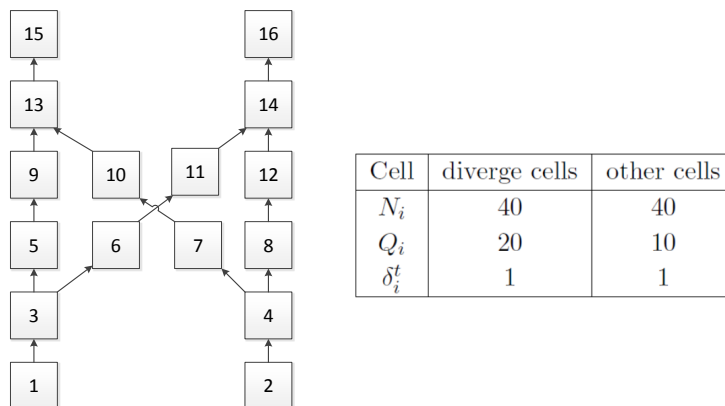 15 16
13 14
9 10 11 12
5 6 7 8
3 4
1 2
Cell diverge cells other cells
N_i 40 40
Q_i 20 10
δ_i^t 1 1